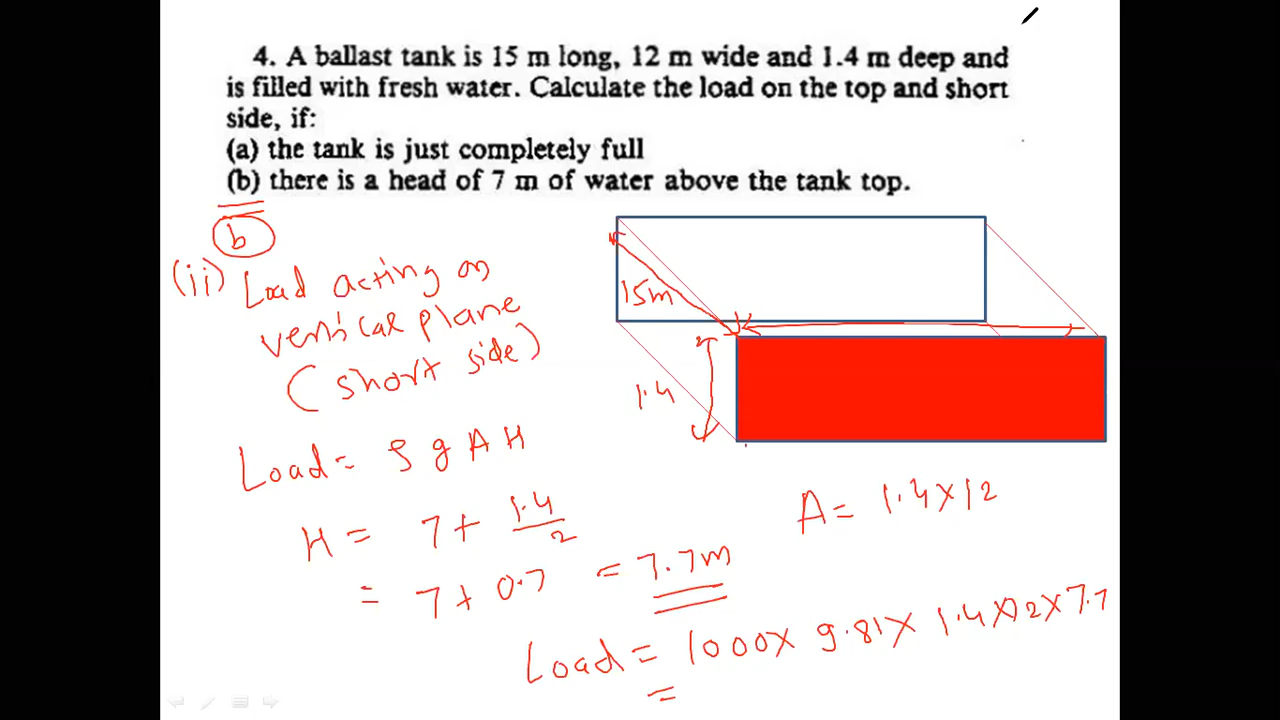 4. A ballast tank is 15 m long, 12 m wide and 1.4 m deep and
is filled with fresh water. Calculate the load on the top and short
side, if:
(a) the tank is just completely full
(b) there is a head of 7 m of water above the tank top.
b
(ii) Load acting on
vertical plane
(short side)
15m
1.4
Load = ρ g A H
H = 7 + 1.4/2
A = 1.4 × 12
= 7 + 0.7 = 7.7m
Load = 1000 × 9.81 × 1.4 × 12 × 7.7
=